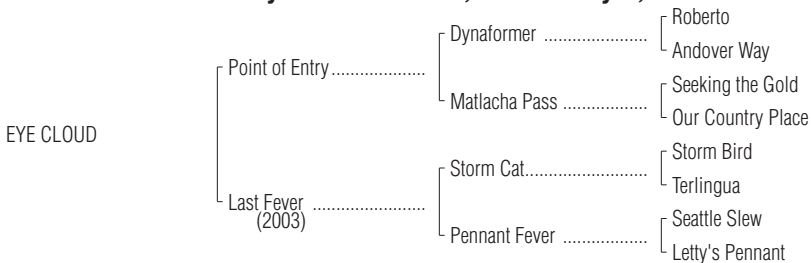 Roberto
Dynaformer
Andover Way
Point of Entry
Seeking the Gold
Matlacha Pass
Our Country Place
EYE CLOUD
Storm Bird
Storm Cat
Terlingua
Last Fever
(2003)
Seattle Slew
Pennant Fever
Letty's Pennant